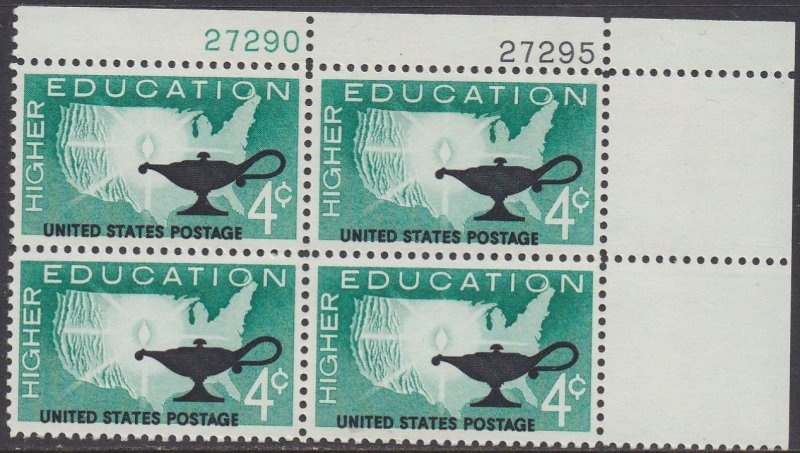 27290 27295
HIGHER EDUCATION
4¢
UNITED STATES POSTAGE
HIGHER EDUCATION
4¢
UNITED STATES POSTAGE
HIGHER EDUCATION
4¢
UNITED STATES POSTAGE
HIGHER EDUCATION
4¢
UNITED STATES POSTAGE